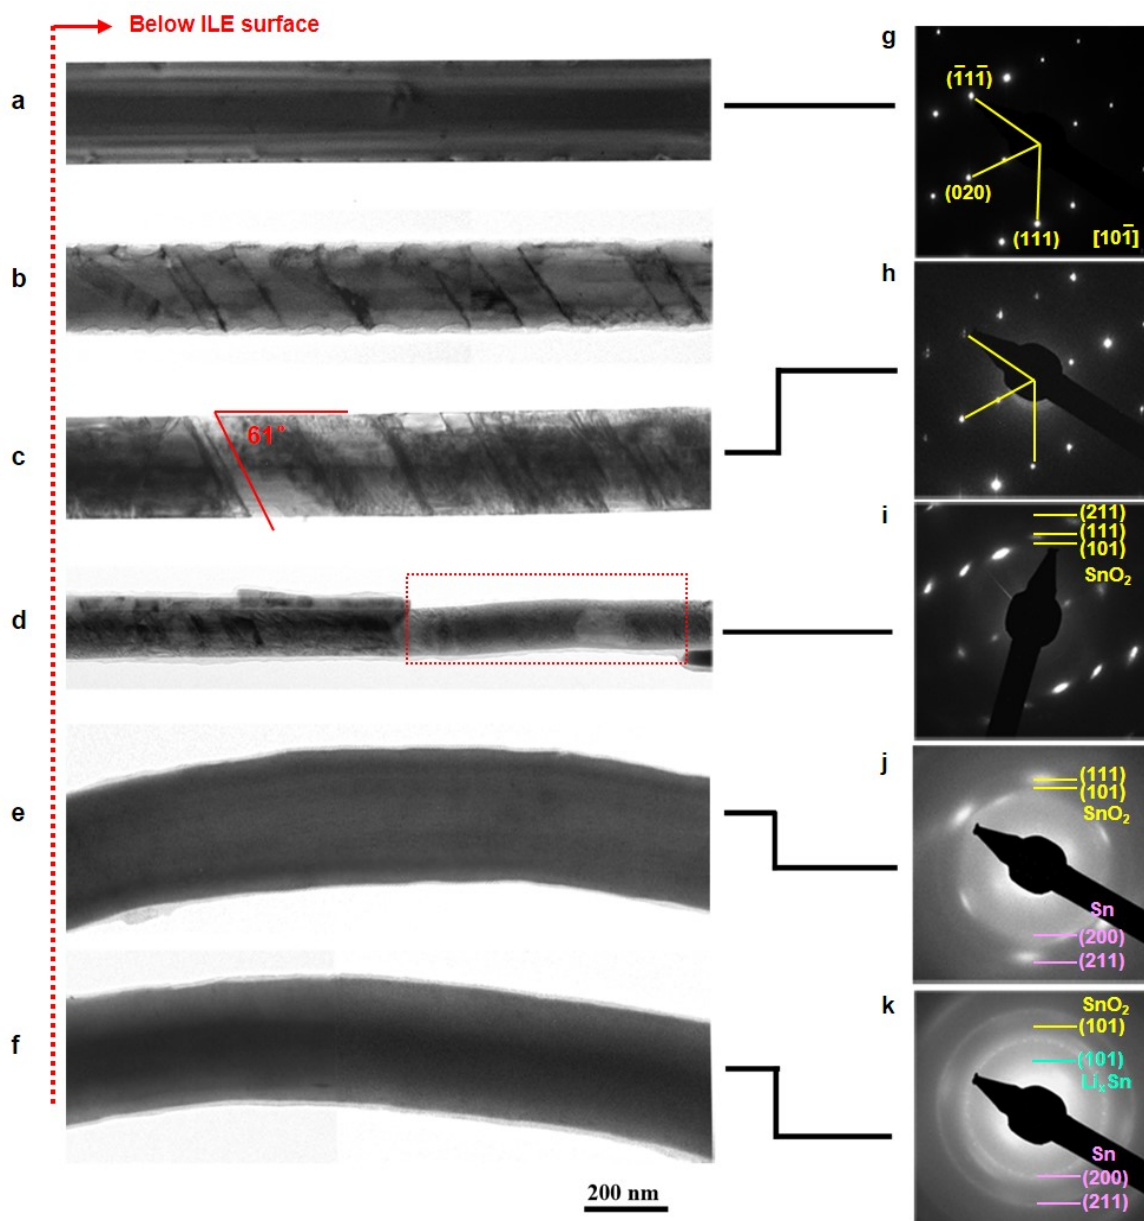 Below ILE surface
a
b
c
61°
d
e
f
200 nm
g
(1̅11̅)
(020)
(111)
[101̅]
h
i
(211)
(111)
(101)
SnO₂
j
(111)
(101)
SnO₂
Sn
(200)
(211)
k
SnO₂
(101)
(101)
LiₓSn
Sn
(200)
(211)